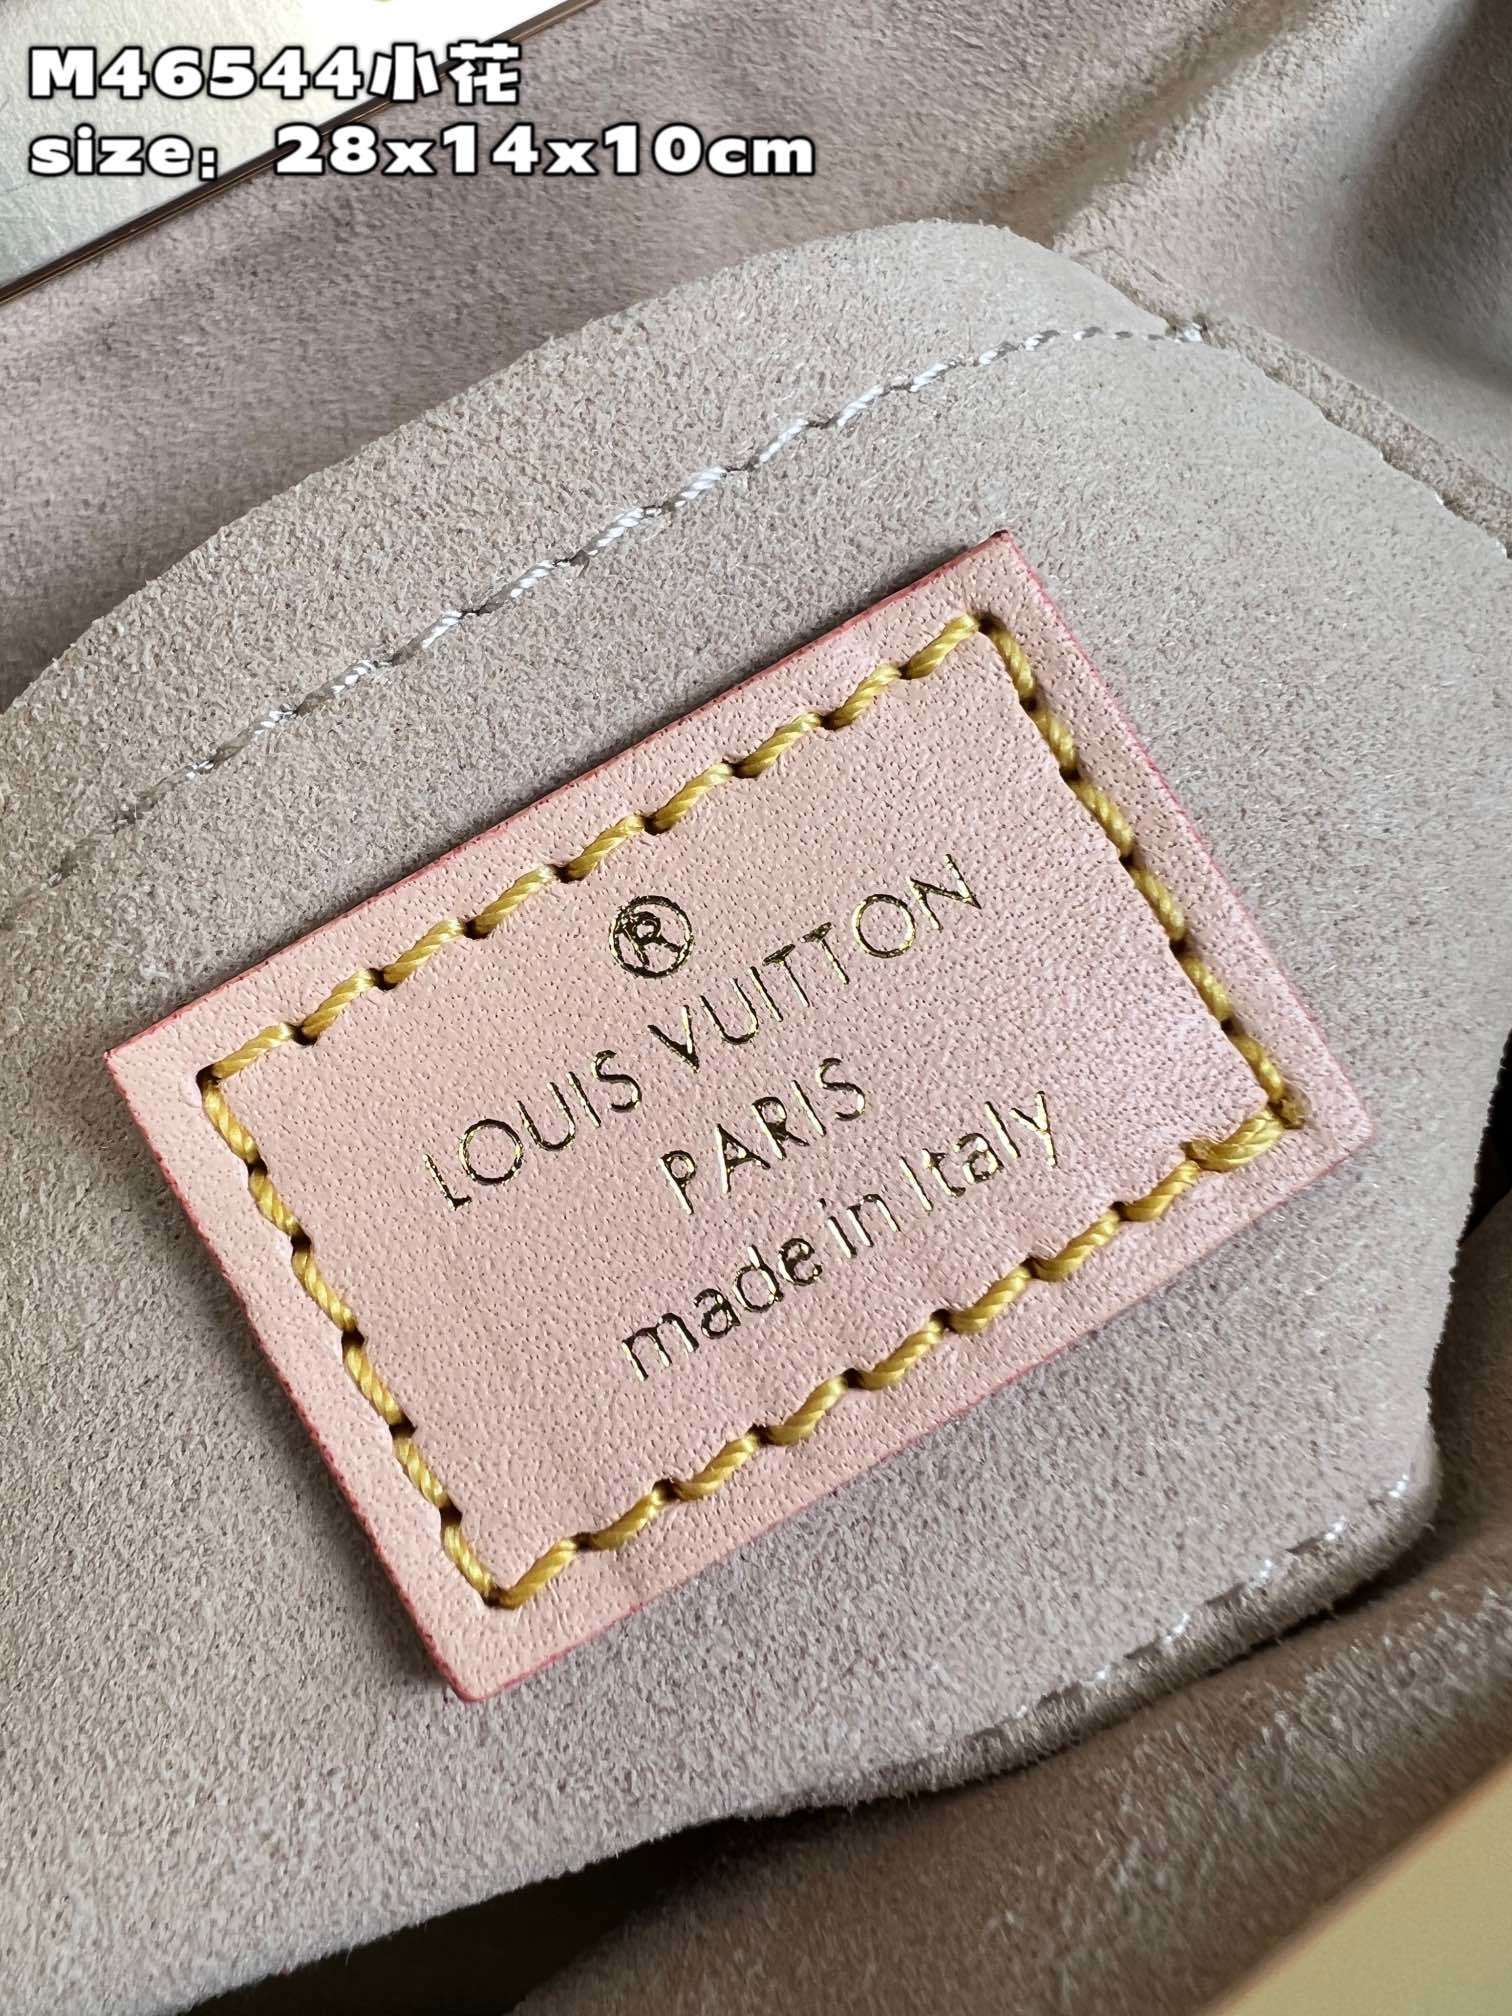 M46544小花
size：28x14x10cm
®
LOUIS VUITTON
PARIS
made in Italy